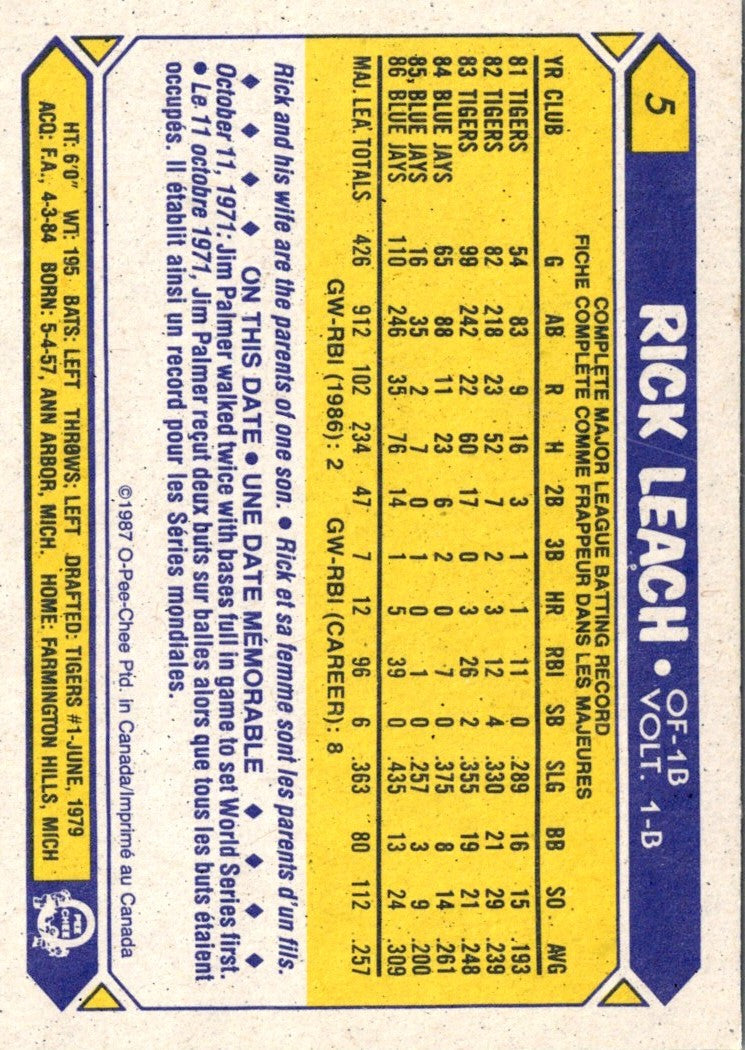 5
RICK LEACH • OF-1B
VOLT. 1-B
COMPLETE MAJOR LEAGUE BATTING RECORD
FICHE COMPLÈTE COMME FRAPPEUR DANS LES MAJEURES
YR CLUB G AB R H 2B 3B HR RBI SB SLG BB SO AVG
81 TIGERS 54 83 9 16 3 1 1 11 0 .289 16 15 .193
82 TIGERS 82 218 23 52 7 2 3 12 4 .330 21 29 .239
83 TIGERS 99 242 22 60 17 0 3 26 2 .355 19 21 .248
84 BLUE JAYS 65 88 11 23 6 2 0 7 0 .375 8 14 .261
85 BLUE JAYS 16 35 2 7 0 1 0 1 0 .257 3 9 .200
86 BLUE JAYS 110 246 35 76 14 1 5 39 0 .435 13 24 .309
MAJ. LEA. TOTALS 426 912 102 234 47 7 12 96 6 .363 80 112 .257
GW-RBI (1986): 2 GW-RBI (CAREER): 8
Rick and his wife are the parents of one son. • Rick et sa femme sont les parents d'un fils.
♦ ♦ ♦ ♦ ON THIS DATE • UNE DATE MÉMORABLE ♦ ♦ ♦ ♦
October 11, 1971: Jim Palmer walked twice with bases full in game to set World Series first.
• Le 11 octobre 1971, Jim Palmer reçut deux buts sur balles alors que tous les buts étaient
occupés. Il établit ainsi un record pour les Séries mondiales.
©1987 O-Pee-Chee Ptd. in Canada/Imprimé au Canada
HT: 6'0" WT: 195 BATS: LEFT THROWS: LEFT DRAFTED: TIGERS #1-JUNE, 1979
ACQ: F.A., 4-3-84 BORN: 5-4-57, ANN ARBOR, MICH. HOME: FARMINGTON HILLS, MICH
O
PEE
CHEE